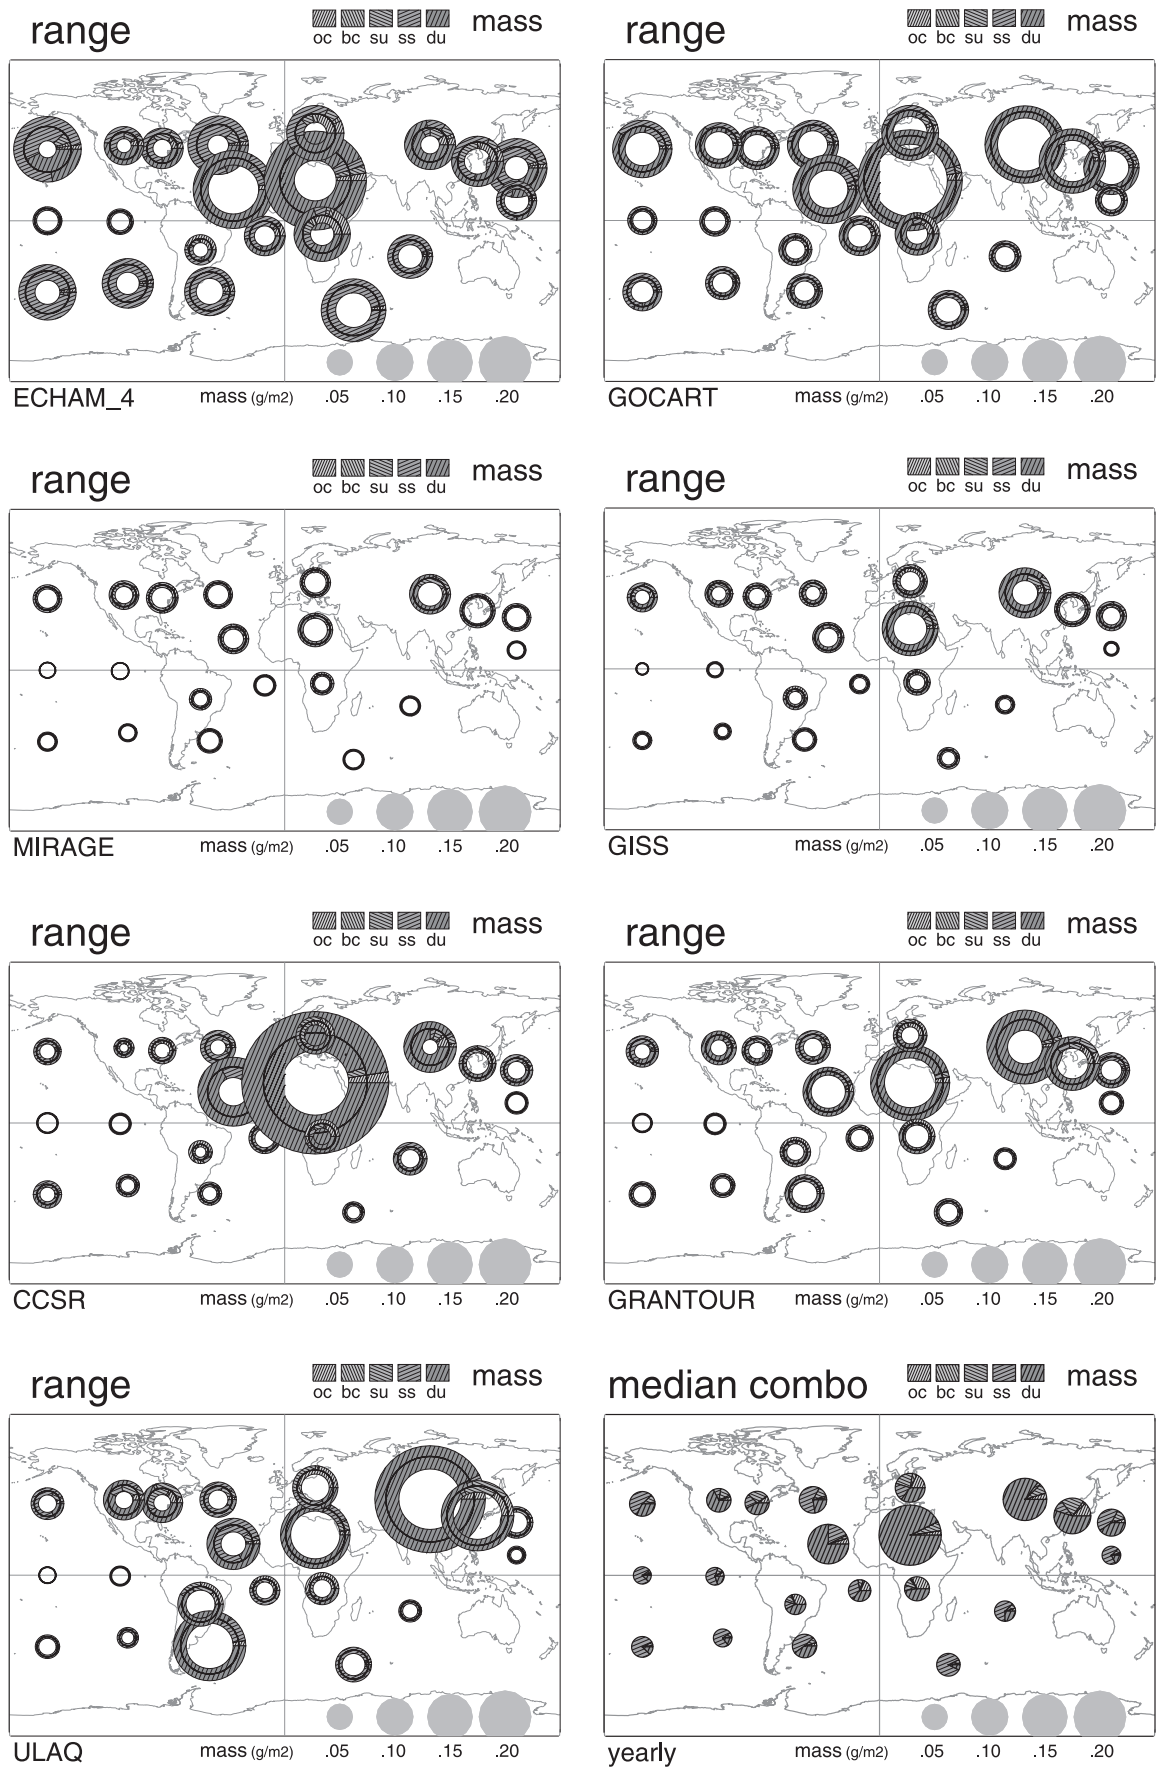 range oc bc su ss du mass
ECHAM_4 mass (g/m2) .05 .10 .15 .20
range oc bc su ss du mass
GOCART mass (g/m2) .05 .10 .15 .20
range oc bc su ss du mass
MIRAGE mass (g/m2) .05 .10 .15 .20
range oc bc su ss du mass
GISS mass (g/m2) .05 .10 .15 .20
range oc bc su ss du mass
CCSR mass (g/m2) .05 .10 .15 .20
range oc bc su ss du mass
GRANTOUR mass (g/m2) .05 .10 .15 .20
range oc bc su ss du mass
ULAQ mass (g/m2) .05 .10 .15 .20
median combo oc bc su ss du mass
yearly mass (g/m2) .05 .10 .15 .20